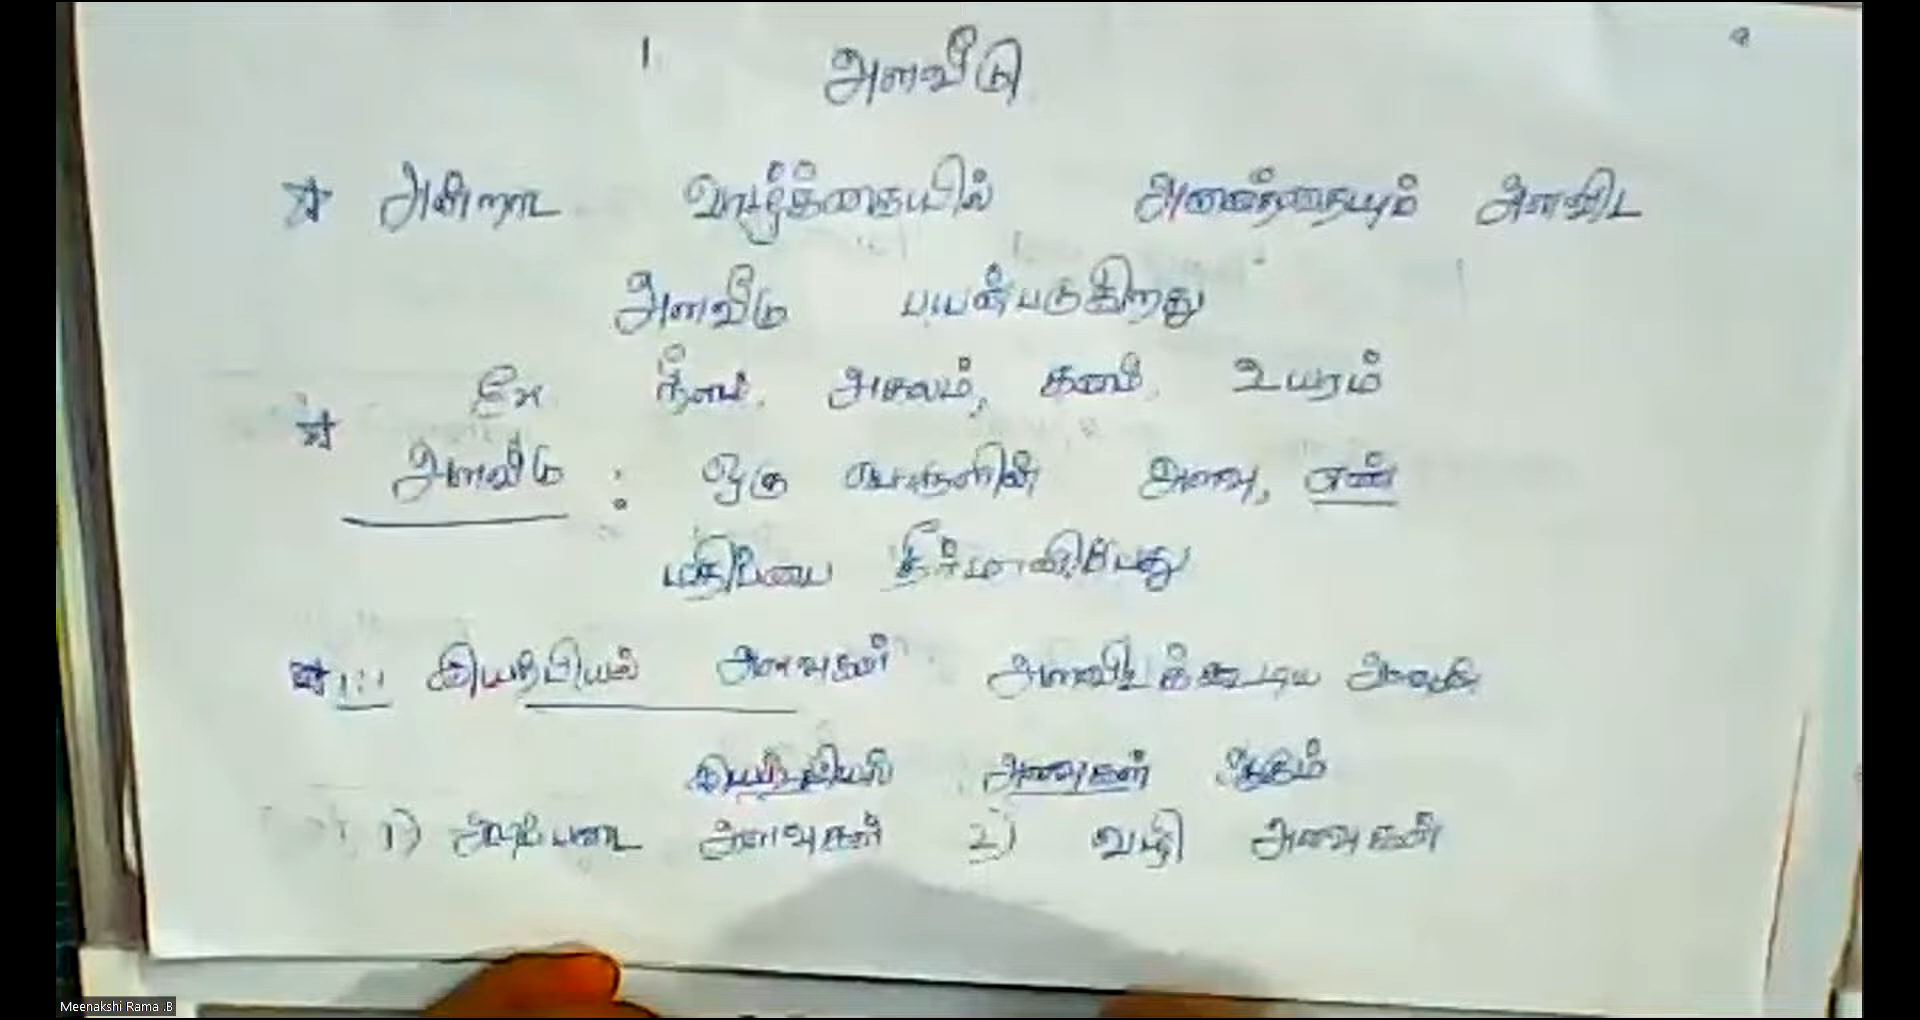 1. அளவீடு
☆ அன்றாட வாழ்க்கையில் அனைத்தையும் அளவிட
அளவீடு பயன்படுகிறது
நீளம், அகலம், கனம், உயரம்
☆
அளவீடு : ஒரு பொருளின் அளவு, எண்
மதிப்பை தீர்மானிப்பது
இயற்பியல் அளவுகள் அளவிடக்கூடிய
இயற்பியல் அளவுகள் ஆகும்
1) அடிப்படை அளவுகள் 2) வழி அளவுகள்
Meenakshi Rama .B